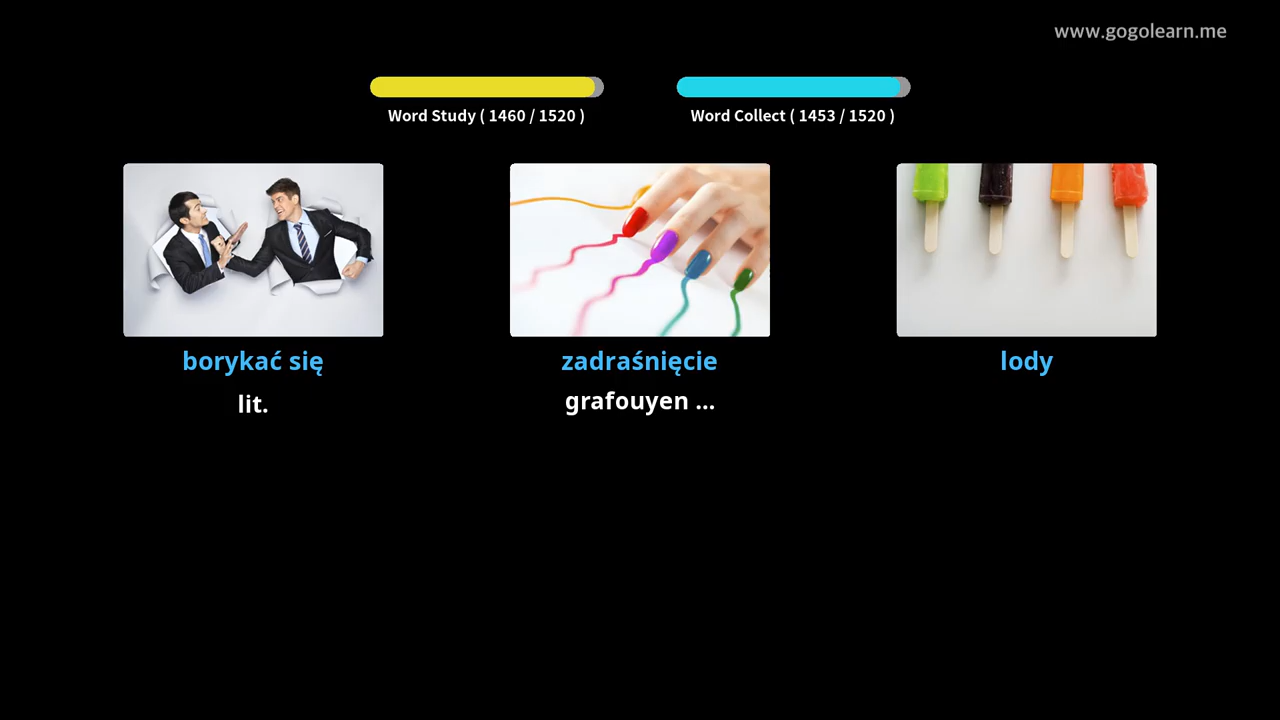 www.gogolearn.me
Word Study ( 1460 / 1520 )
Word Collect ( 1453 / 1520 )
borykać się
zadraśnięcie
lody
lit.
grafouyen ...